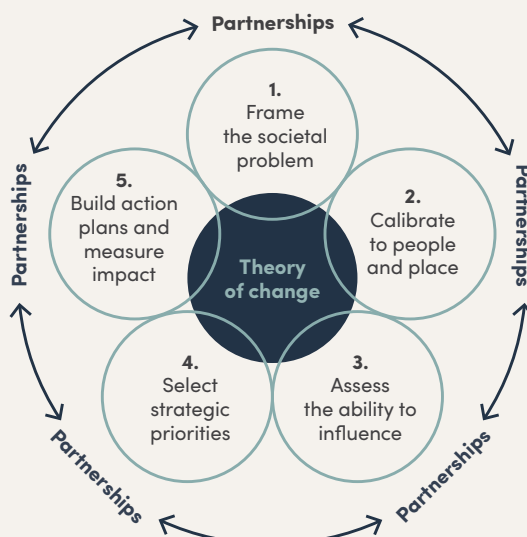 Partnerships
1.
Frame
the societal
problem
Partnerships
5.
Build action
plans and
measure
impact
2.
Calibrate
to people
and place
Partnerships
Theory
of change
4.
Select
strategic
priorities
3.
Assess
the ability to
influence
Partnerships
Partnerships